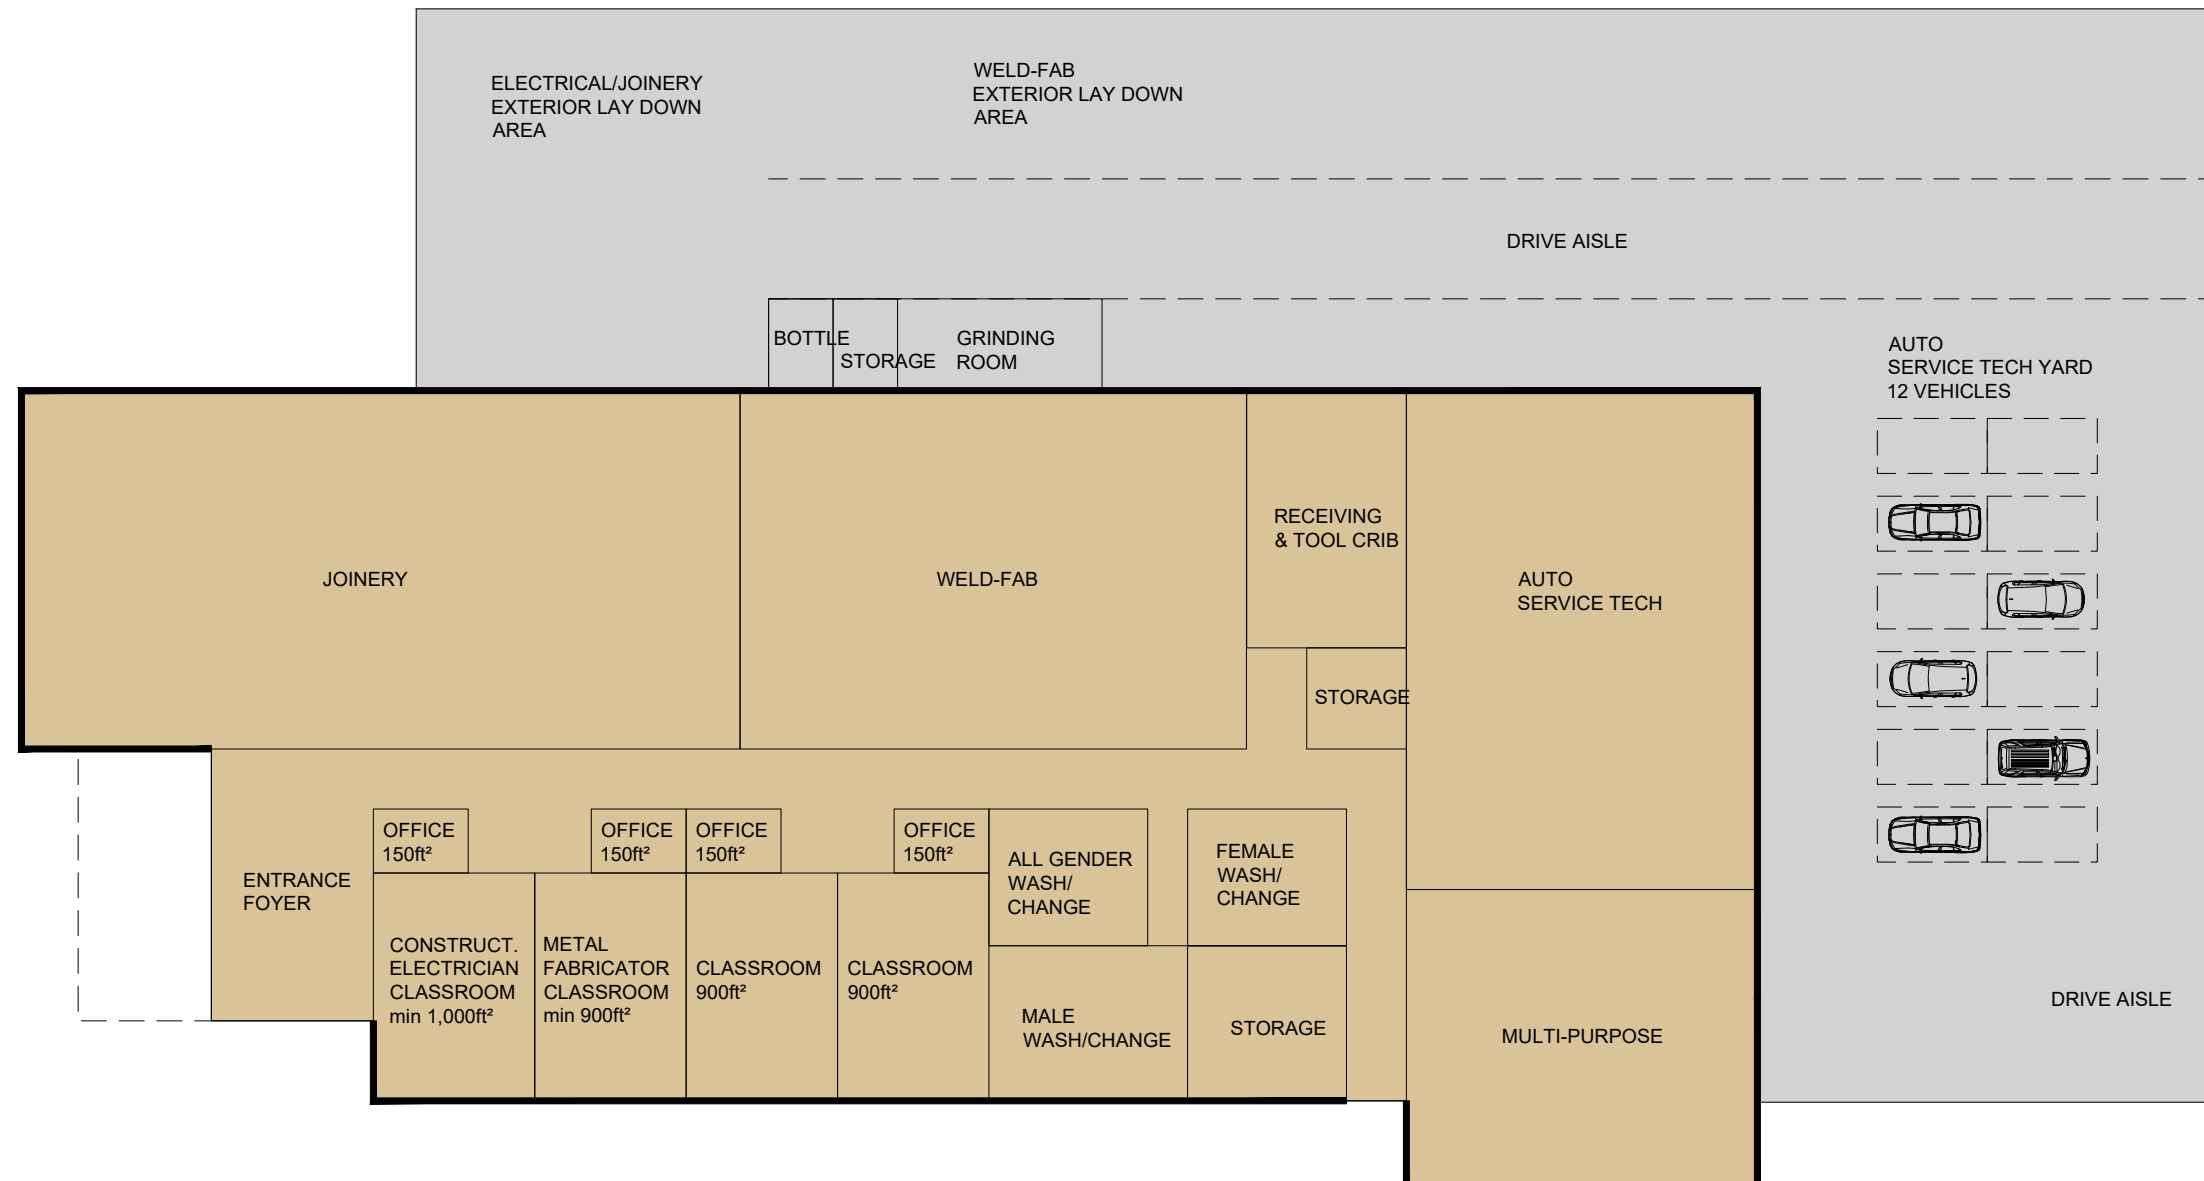 ELECTRICAL/JOINERY
EXTERIOR LAY DOWN
AREA
WELD-FAB
EXTERIOR LAY DOWN
AREA
DRIVE AISLE
BOTTLE
STORAGE
GRINDING
ROOM
AUTO
SERVICE TECH YARD
12 VEHICLES
JOINERY
WELD-FAB
RECEIVING
& TOOL CRIB
AUTO
SERVICE TECH
STORAGE
OFFICE
150ft²
OFFICE
150ft²
OFFICE
150ft²
OFFICE
150ft²
ENTRANCE
FOYER
ALL GENDER
WASH/
CHANGE
FEMALE
WASH/
CHANGE
CONSTRUCT.
ELECTRICIAN
CLASSROOM
min 1,000ft²
METAL
FABRICATOR
CLASSROOM
min 900ft²
CLASSROOM
900ft²
CLASSROOM
900ft²
MALE
WASH/CHANGE
STORAGE
MULTI-PURPOSE
DRIVE AISLE